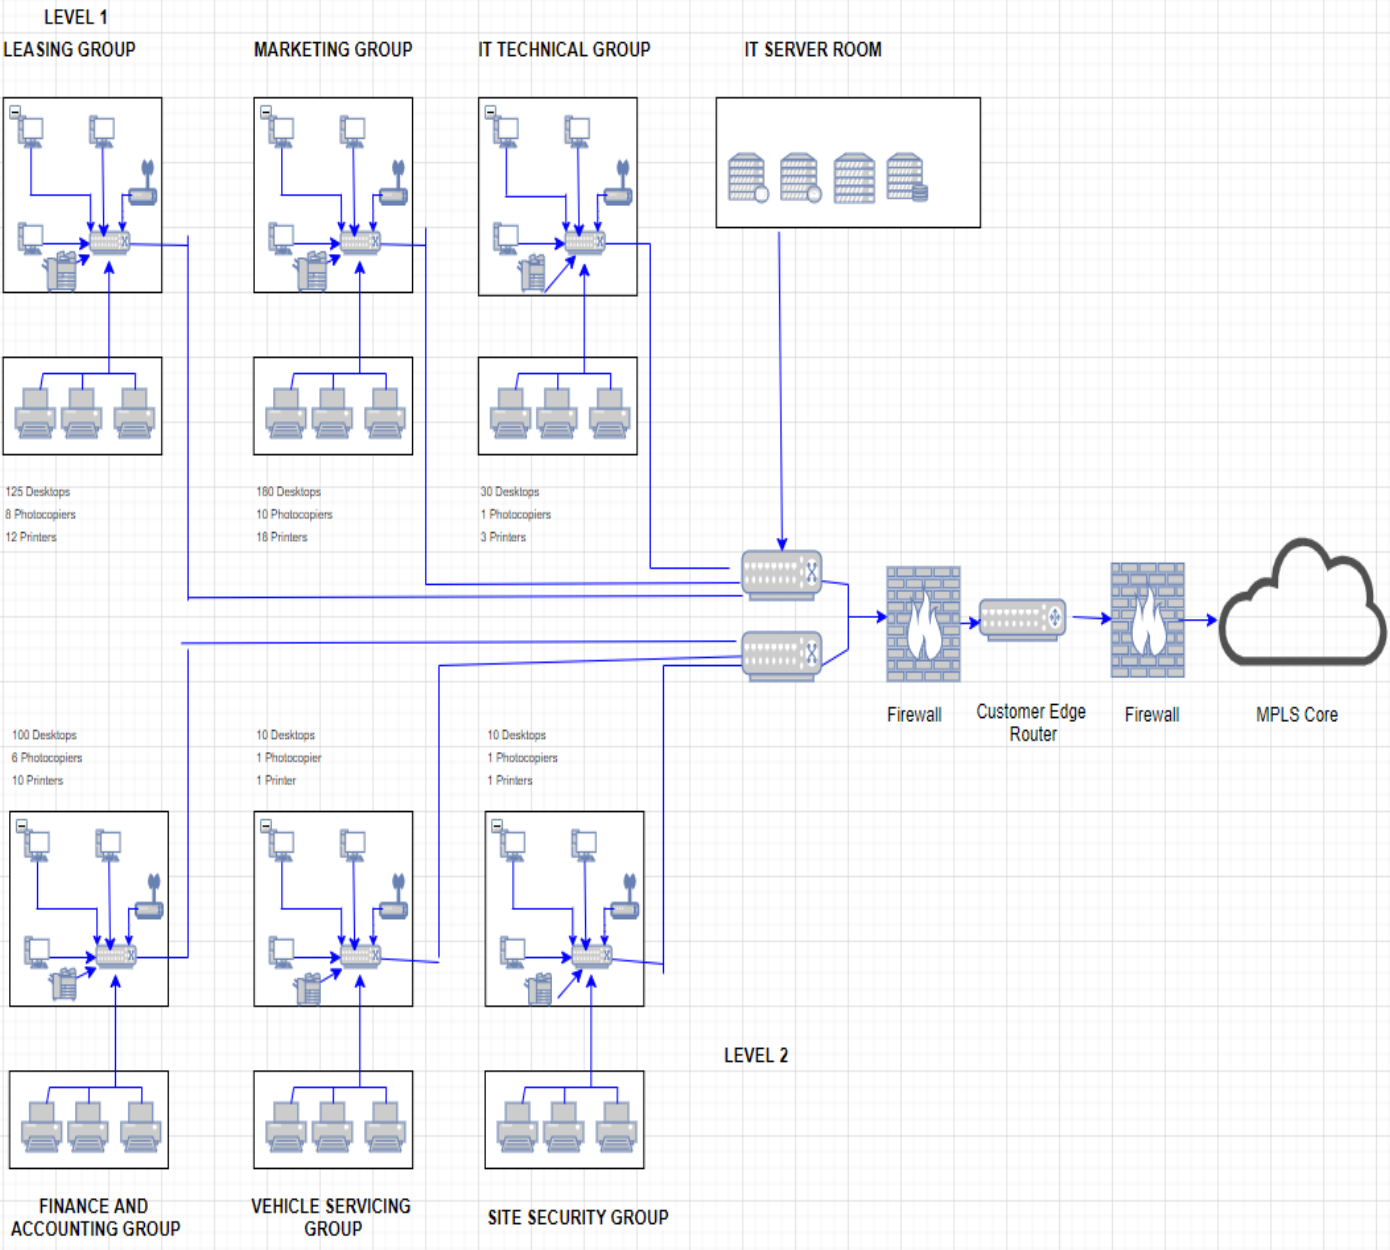 LEVEL 1
LEASING GROUP
MARKETING GROUP
IT TECHNICAL GROUP
IT SERVER ROOM
125 Desktops
8 Photocopiers
12 Printers
180 Desktops
10 Photocopiers
18 Printers
30 Desktops
1 Photocopiers
3 Printers
Firewall
Customer Edge
Router
Firewall
MPLS Core
100 Desktops
6 Photocopiers
10 Printers
10 Desktops
1 Photocopier
1 Printer
10 Desktops
1 Photocopiers
1 Printers
LEVEL 2
FINANCE AND
ACCOUNTING GROUP
VEHICLE SERVICING
GROUP
SITE SECURITY GROUP